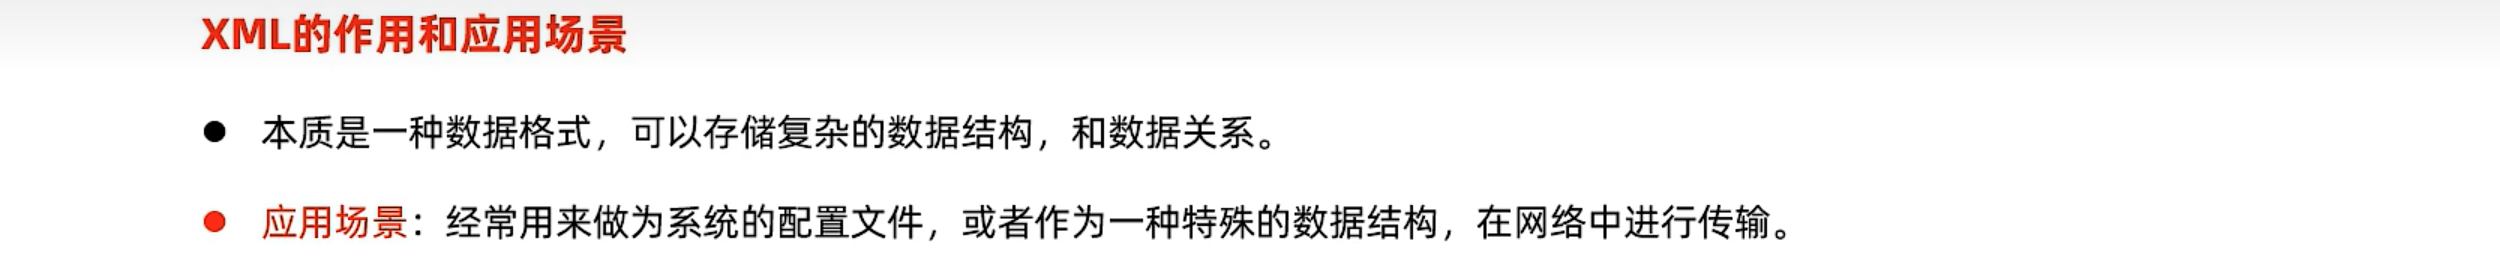 XML的作用和应用场景
● 本质是一种数据格式，可以存储复杂的数据结构，和数据关系。
● 应用场景：经常用来做为系统的配置文件，或者作为一种特殊的数据结构，在网络中进行传输。